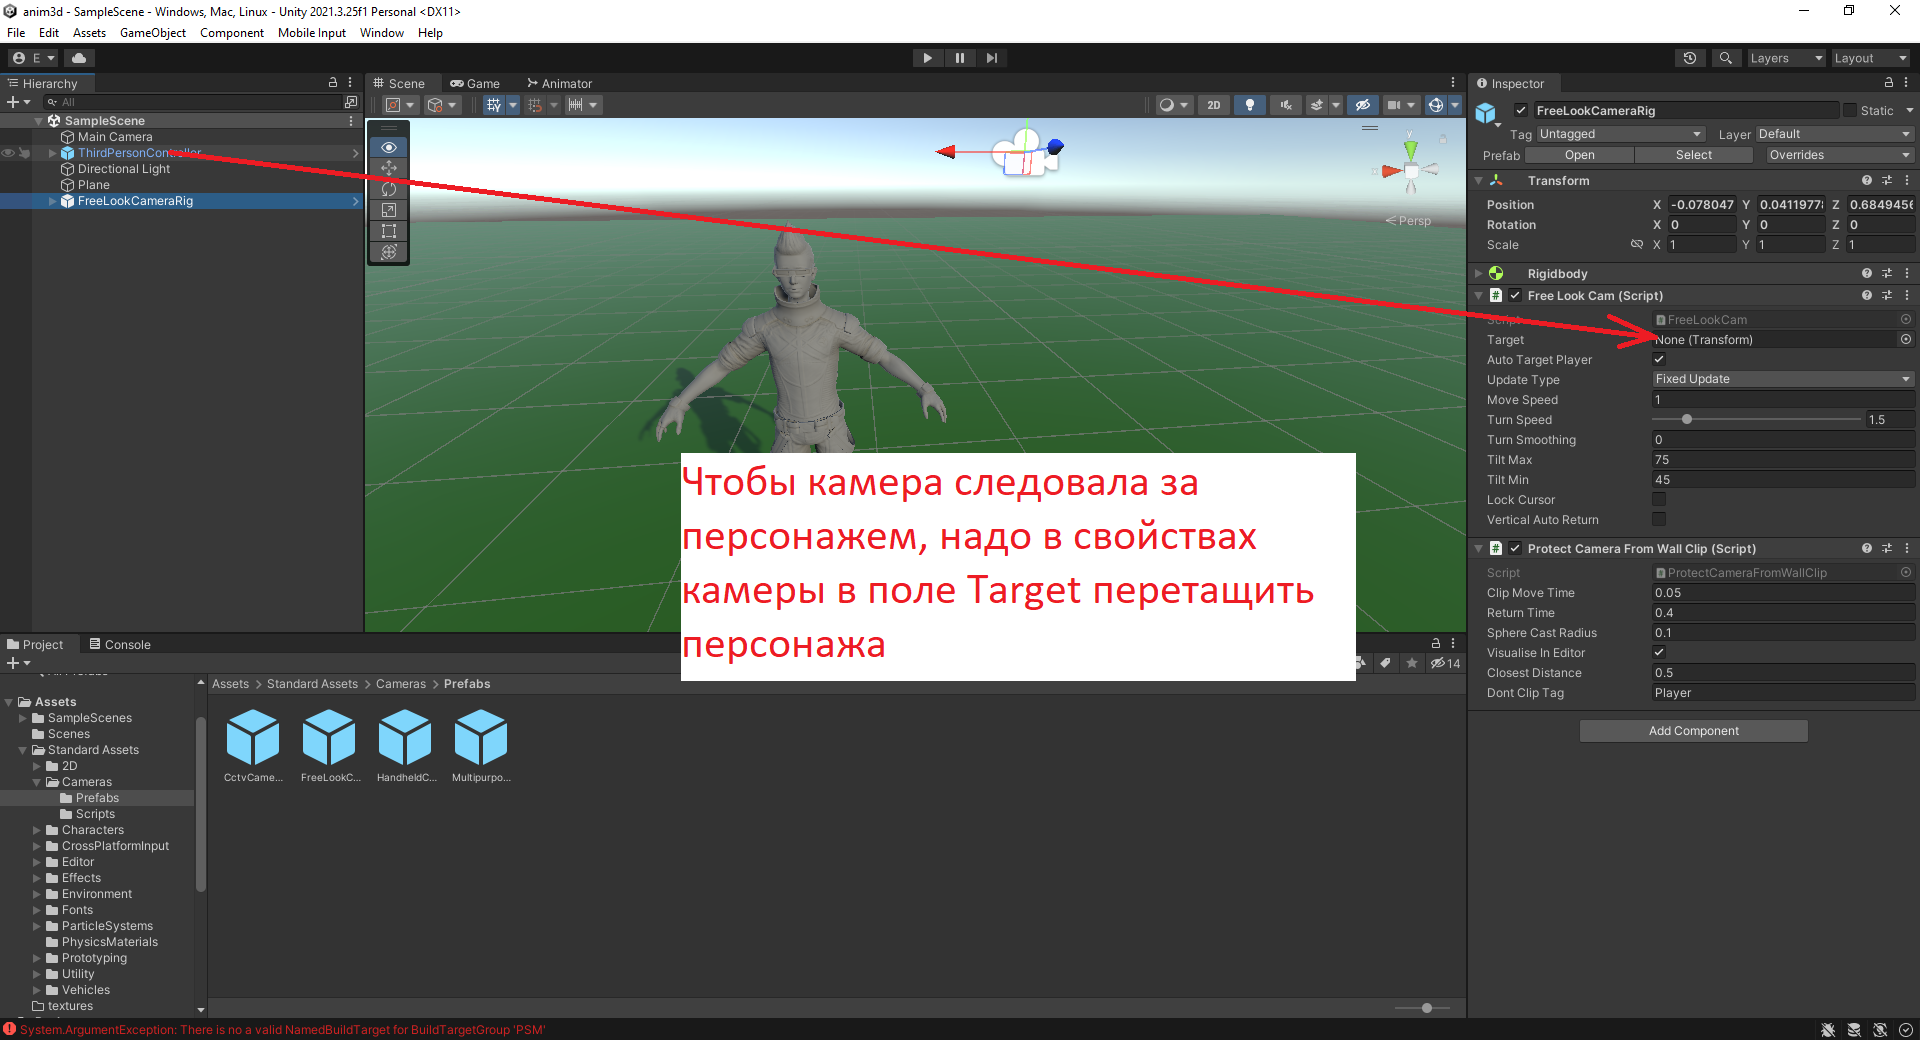 anim3d - SampleScene - Windows, Mac, Linux - Unity 2021.3.25f1 Personal <DX11>
File Edit Assets GameObject Component Mobile Input Window Help
E Layers Layout
Hierarchy
All
SampleScene
Main Camera
ThirdPersonController
Directional Light
Plane
FreeLookCameraRig
Scene Game Animator
2D
y
Persp
Чтобы камера следовала за
персонажем, надо в свойствах
камеры в поле Target перетащить
персонажа
Inspector
FreeLookCameraRig Static
Tag Untagged Layer Default
Prefab Open Select Overrides
Transform
Position X -0.078047 Y 0.0411977 Z 0.6849456
Rotation X 0 Y 0 Z 0
Scale X 1 Y 1 Z 1
Rigidbody
# Free Look Cam (Script)
Script FreeLookCam
Target None (Transform)
Auto Target Player
Update Type Fixed Update
Move Speed 1
Turn Speed 1.5
Turn Smoothing 0
Tilt Max 75
Tilt Min 45
Lock Cursor
Vertical Auto Return
# Protect Camera From Wall Clip (Script)
Script ProtectCameraFromWallClip
Clip Move Time 0.05
Return Time 0.4
Sphere Cast Radius 0.1
Visualise In Editor
Closest Distance 0.5
Dont Clip Tag Player
Add Component
Project Console
14
Assets > Standard Assets > Cameras > Prefabs
Assets
SampleScenes
Scenes
Standard Assets
2D
Cameras
Prefabs
Scripts
Characters
CrossPlatformInput
Editor
Effects
Environment
Fonts
ParticleSystems
PhysicsMaterials
Prototyping
Utility
Vehicles
textures
CctvCame... FreeLookC... HandheldC... Multipurpo...
System.ArgumentException: There is no a valid NamedBuildTarget for BuildTargetGroup 'PSM'